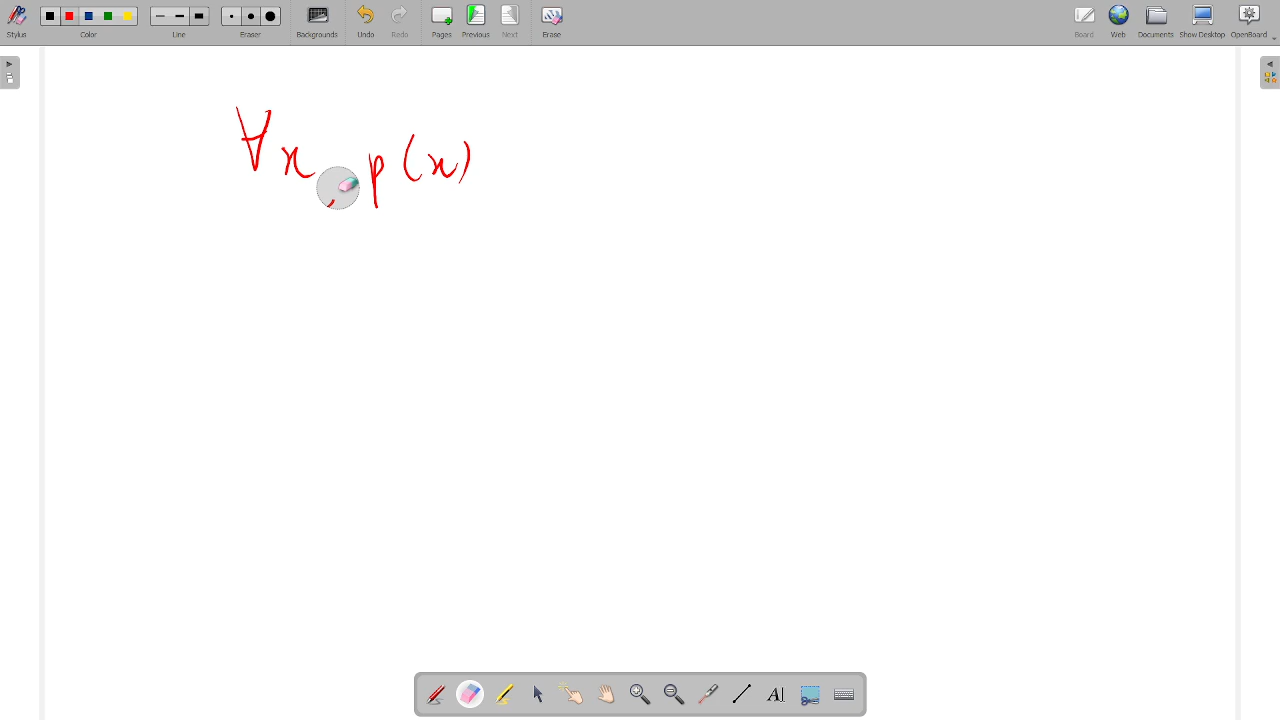 Stylus Color Line Eraser Backgrounds Undo Redo Pages Previous Next Erase Board Web Documents Show Desktop OpenBoard
∀x, p(x)